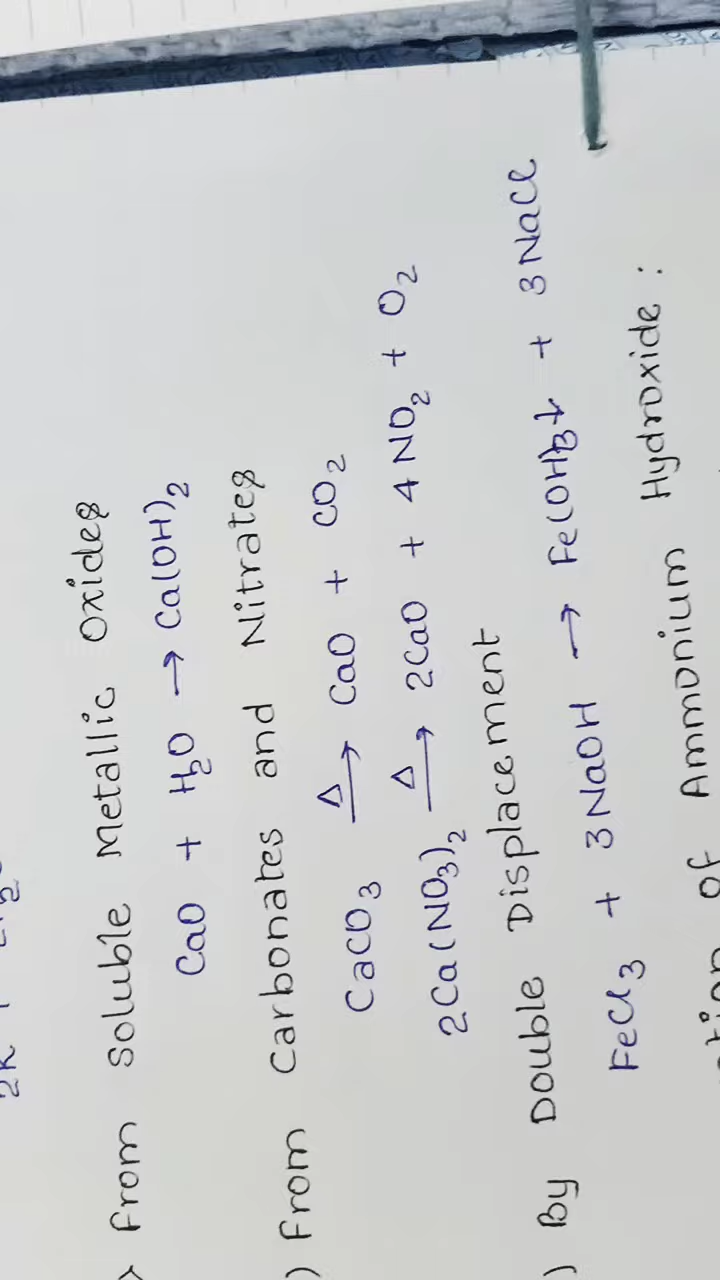 ) From Soluble Metallic Oxides
CaO + H2O → Ca(OH)2
) From Carbonates and Nitrates
CaCO3 —Δ→ CaO + CO2
2Ca(NO3)2 —Δ→ 2CaO + 4NO2 + O2
) By Double Displacement
FeCl3 + 3NaOH → Fe(OH)3↓ + 3NaCl
of Ammonium Hydroxide :